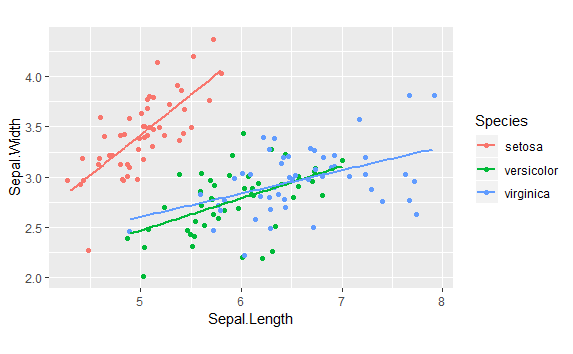 4.0
3.5
3.0
2.5
2.0
Sepal.Width
5
6
7
8
Sepal.Length
Species
setosa
versicolor
virginica